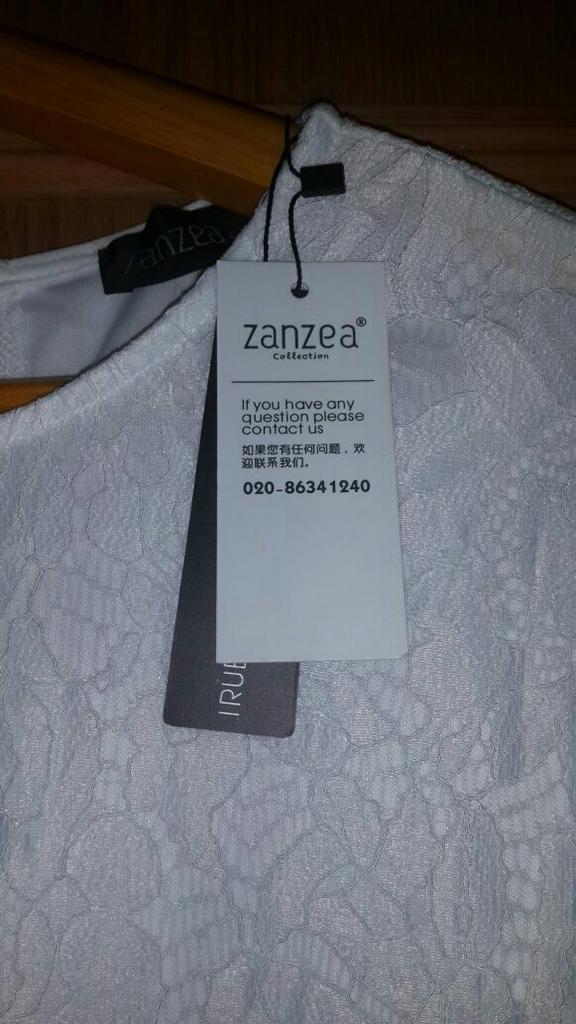 zanzea
zanzea®
Collection
If you have any
question please
contact us
如果您有任何问题，欢
迎联系我们。
020-86341240